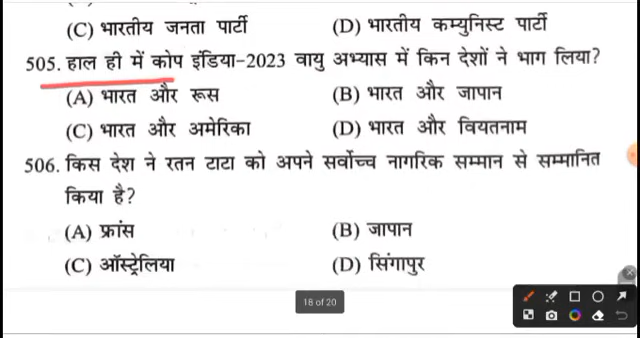 (C) भारतीय जनता पार्टी (D) भारतीय कम्युनिस्ट पार्टी
505. हाल ही में कोप इंडिया-2023 वायु अभ्यास में किन देशों ने भाग लिया?
(A) भारत और रूस (B) भारत और जापान
(C) भारत और अमेरिका (D) भारत और वियतनाम
506. किस देश ने रतन टाटा को अपने सर्वोच्च नागरिक सम्मान से सम्मानित
किया है?
(A) फ्रांस (B) जापान
(C) ऑस्ट्रेलिया (D) सिंगापुर
18 of 20